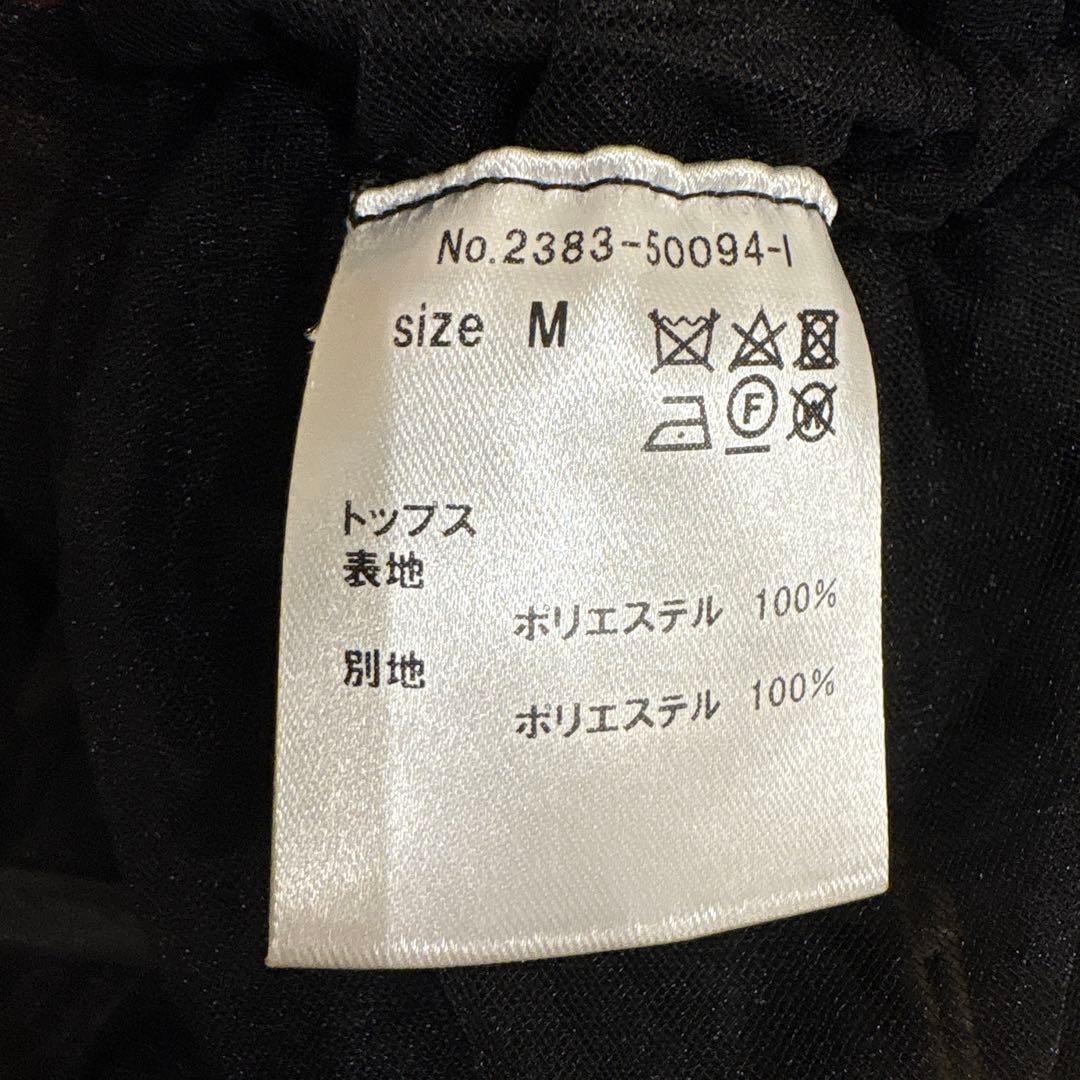 No.2383-50094-1
size M
F
W
トップス
表地
ポリエステル 100%
別地
ポリエステル 100%